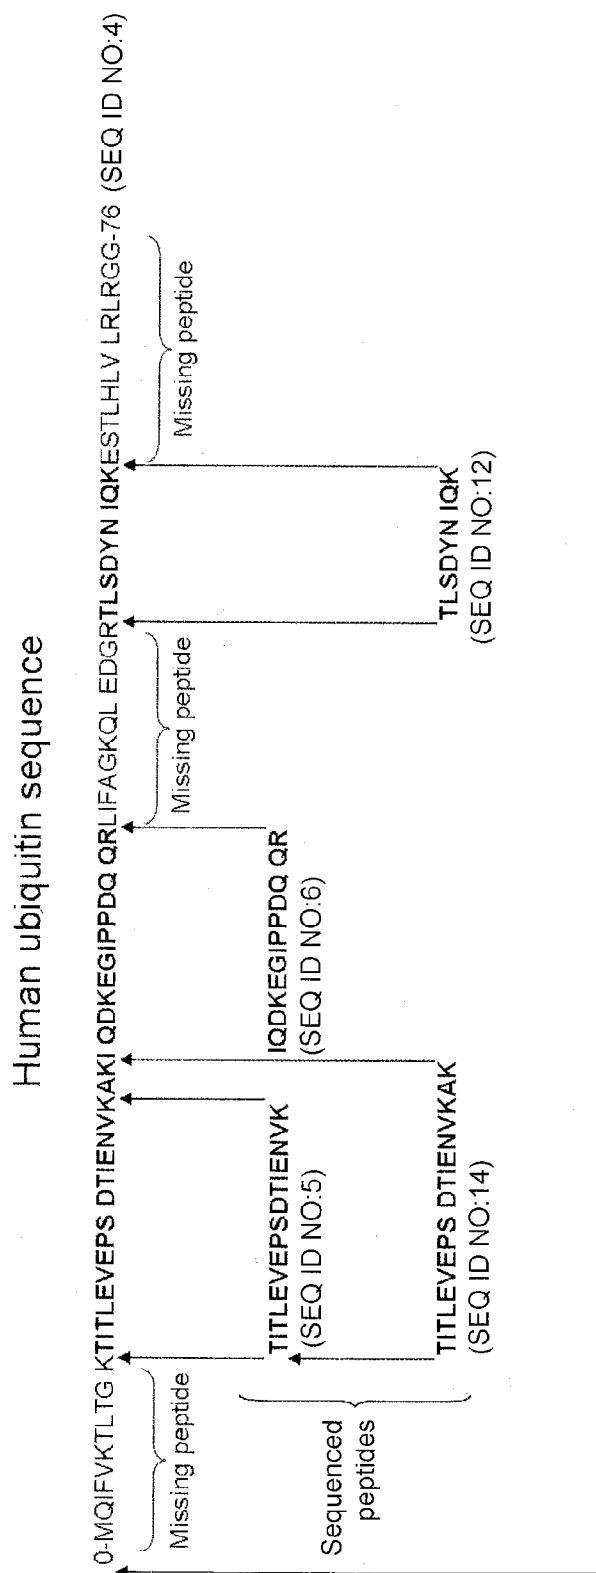 Human ubiquitin sequence
0-MQIFVKTLTG KTITLEVEPS DTIENVKAKI QDKEGIPPDQ QRLIFAGKQL EDGRTLSDYN IQKESTLHLV LRLRGG-76 (SEQ ID NO:4)
Missing peptide
Missing peptide
Missing peptide
Sequenced
peptides
TITLEVEPSDTIENVK
(SEQ ID NO:5)
IQDKEGIPPDQ QR
(SEQ ID NO:6)
TITLEVEPS DTIENVKAK
(SEQ ID NO:14)
TLSDYN IQK
(SEQ ID NO:12)